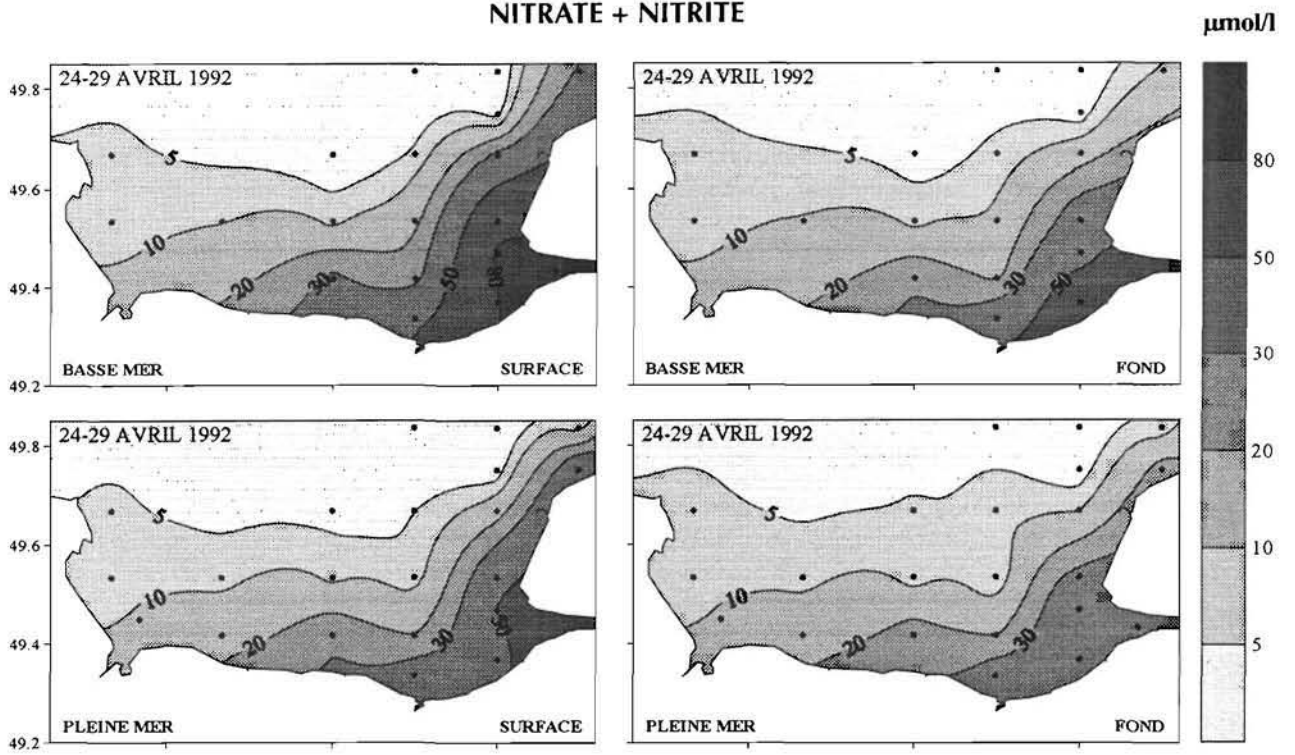 NITRATE + NITRITE
µmol/l
24-29 AVRIL 1992
49.8
49.6
49.4
49.2
5
10
20
30
50
80
BASSE MER
SURFACE
24-29 AVRIL 1992
5
10
20
30
50
BASSE MER
FOND
24-29 AVRIL 1992
49.8
49.6
49.4
49.2
5
10
20
30
50
PLEINE MER
SURFACE
24-29 AVRIL 1992
5
10
20
30
PLEINE MER
FOND
80
50
30
20
10
5